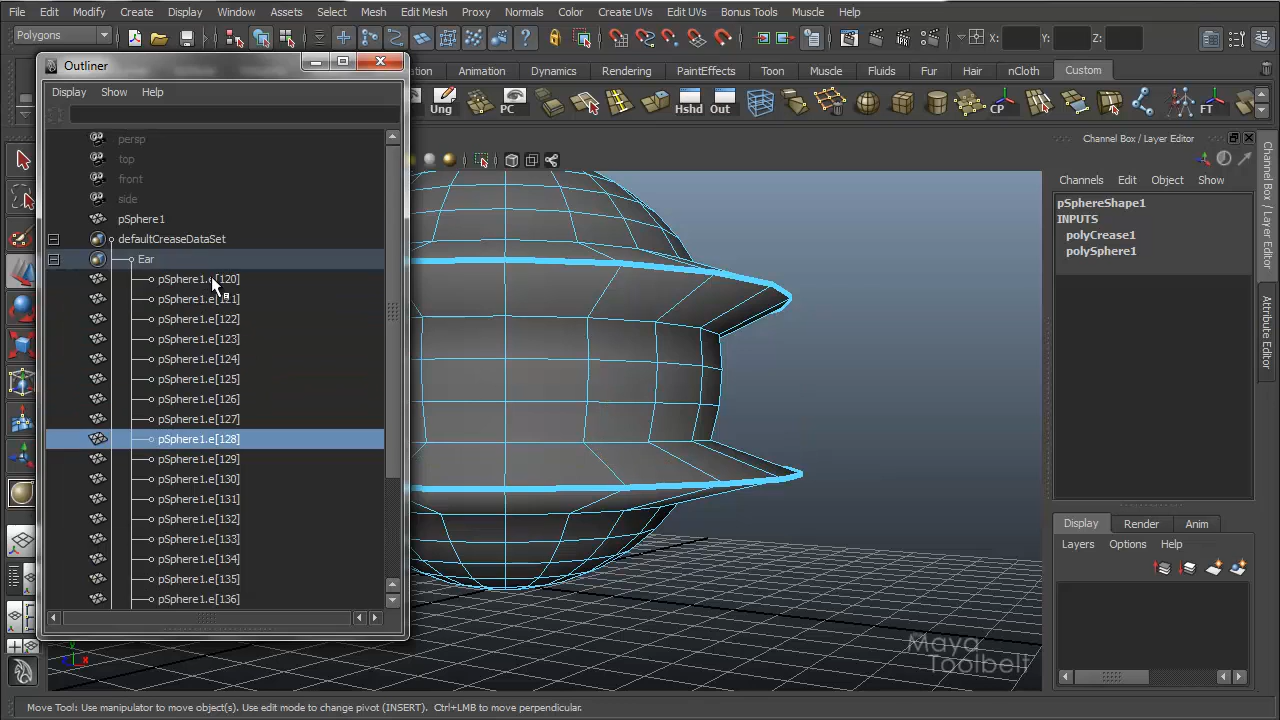 File Edit Modify Create Display Window Assets Select Mesh Edit Mesh Proxy Normals Color Create UVs Edit UVs Bonus Tools Muscle Help
Polygons X: Y: Z:
Outliner
Animation Dynamics Rendering PaintEffects Toon Muscle Fluids Fur Hair nCloth Custom
Display Show Help
Ung PC Hshd Out CP FT
persp
top
front
side
pSphere1
defaultCreaseDataSet
Ear
pSphere1.e[120]
pSphere1.e[121]
pSphere1.e[122]
pSphere1.e[123]
pSphere1.e[124]
pSphere1.e[125]
pSphere1.e[126]
pSphere1.e[127]
pSphere1.e[128]
pSphere1.e[129]
pSphere1.e[130]
pSphere1.e[131]
pSphere1.e[132]
pSphere1.e[133]
pSphere1.e[134]
pSphere1.e[135]
pSphere1.e[136]
Channel Box / Layer Editor
Channels Edit Object Show
pSphereShape1
INPUTS
polyCrease1
polySphere1
Channel Box / Layer Editor
Attribute Editor
Display Render Anim
Layers Options Help
Maya
Toolbelt
y
z x
Move Tool: Use manipulator to move object(s). Use edit mode to change pivot (INSERT). Ctrl+LMB to move perpendicular.